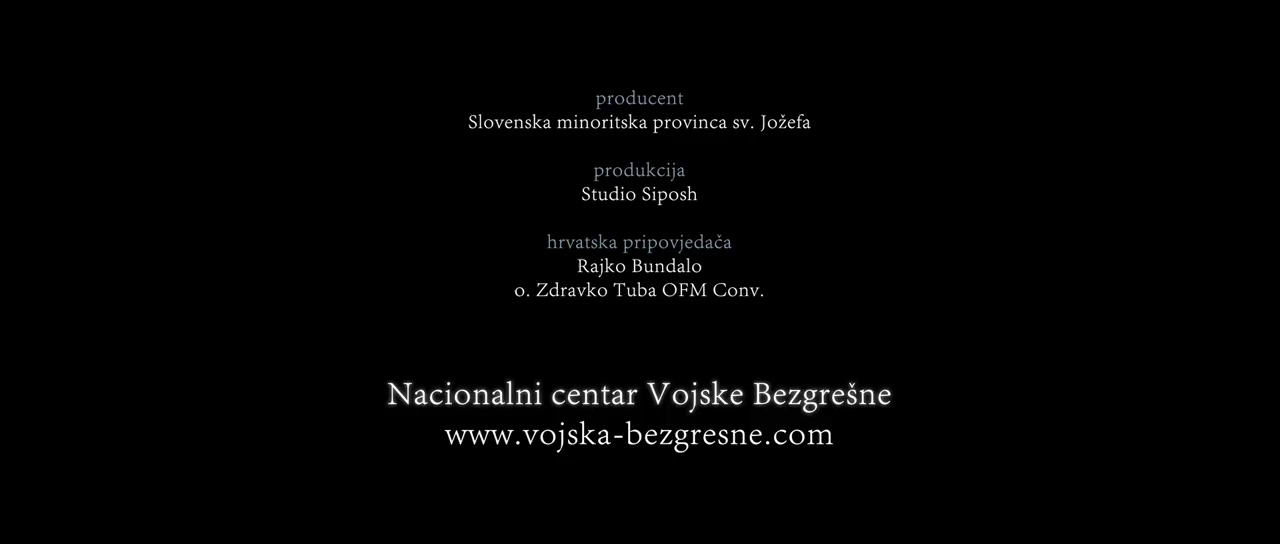 producent
Slovenska minoritska provinca sv. Jožefa
produkcija
Studio Siposh
hrvatska pripovjedača
Rajko Bundalo
o. Zdravko Tuba OFM Conv.
Nacionalni centar Vojske Bezgrešne
www.vojska-bezgresne.com